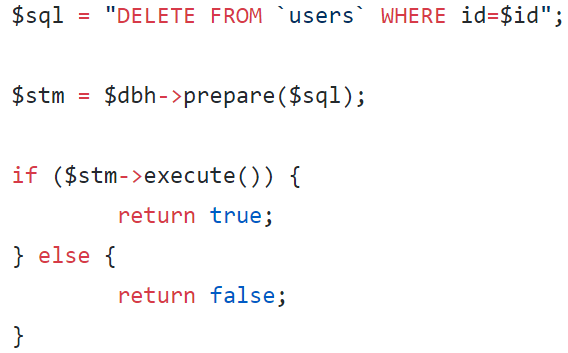 $sql = "DELETE FROM `users` WHERE id=$id";
$stm = $dbh->prepare($sql);
if ($stm->execute()) {
return true;
} else {
return false;
}